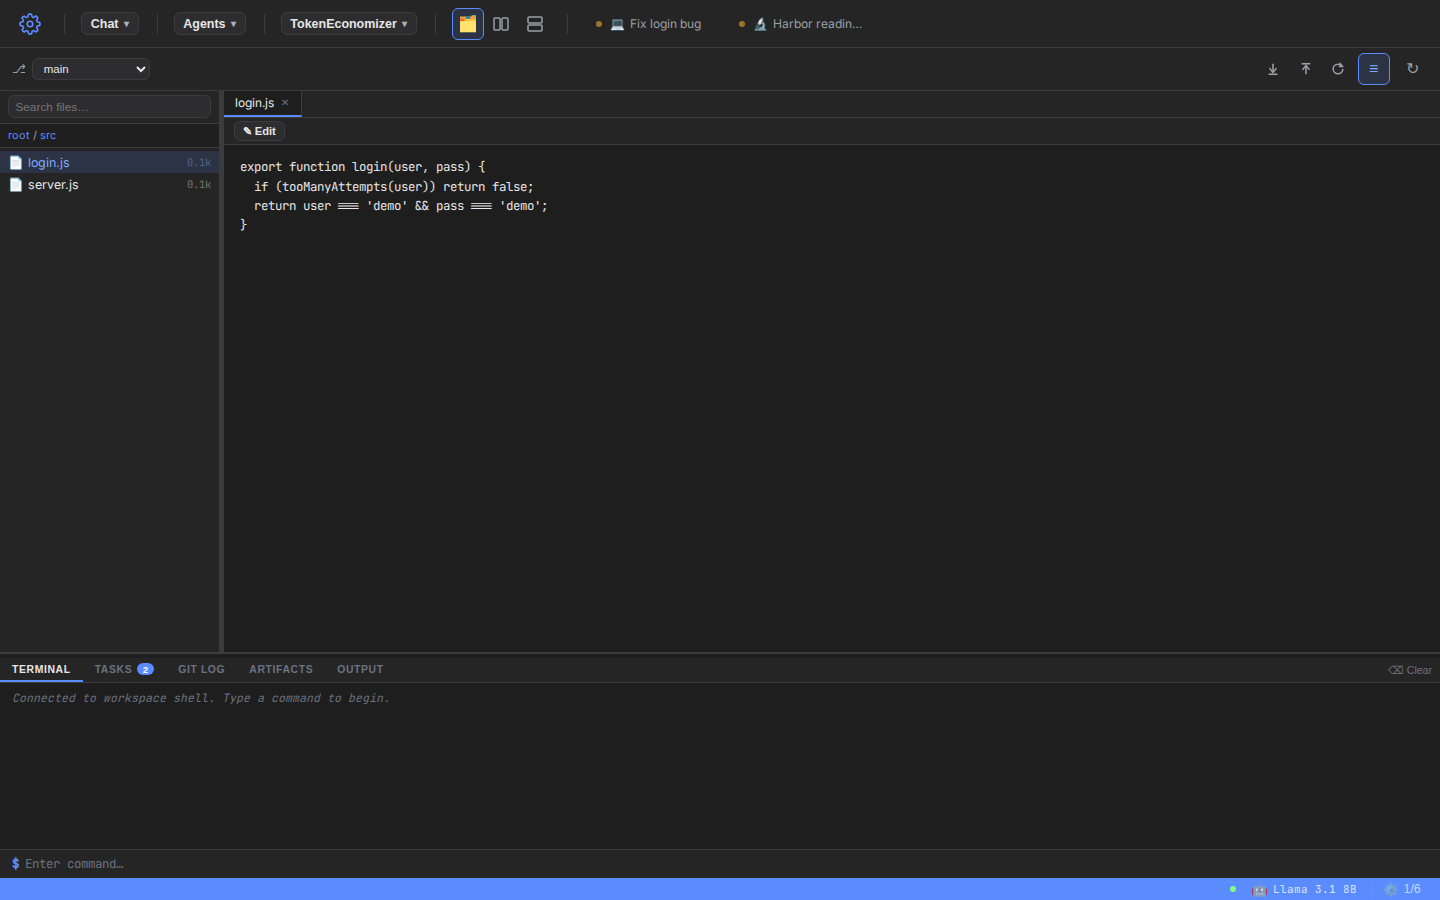 Chat ▾ Agents ▾ TokenEconomizer ▾ Fix login bug Harbor readin...
main
Search files…
root / src
login.js 0.1k
server.js 0.1k
login.js ×
✎ Edit
export function login(user, pass) {
  if (tooManyAttempts(user)) return false;
  return user === 'demo' && pass === 'demo';
}
TERMINAL TASKS 2 GIT LOG ARTIFACTS OUTPUT ⌫ Clear
Connected to workspace shell. Type a command to begin.
$ Enter command…
Llama 3.1 8B 1/6